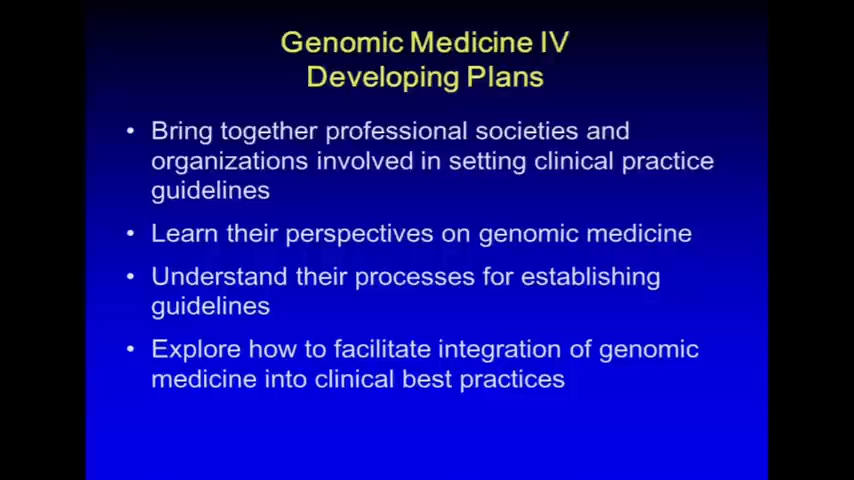 Genomic Medicine IV
Developing Plans
• Bring together professional societies and
organizations involved in setting clinical practice
guidelines
• Learn their perspectives on genomic medicine
• Understand their processes for establishing
guidelines
• Explore how to facilitate integration of genomic
medicine into clinical best practices